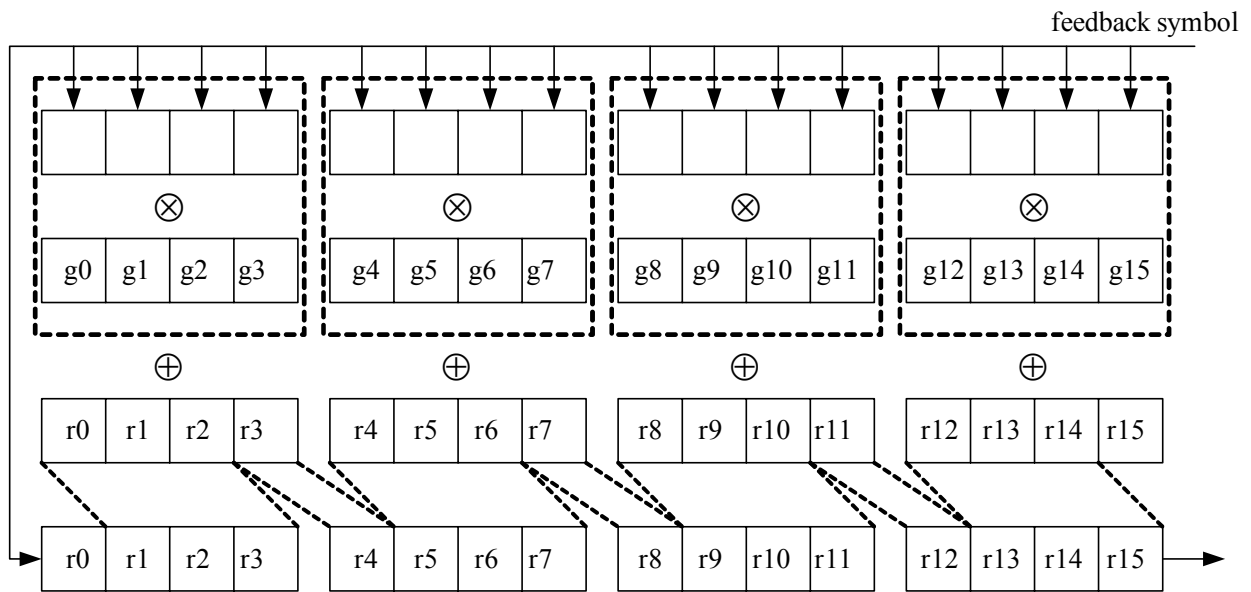 feedback symbol
g0 g1 g2 g3 g4 g5 g6 g7 g8 g9 g10 g11 g12 g13 g14 g15
r0 r1 r2 r3 r4 r5 r6 r7 r8 r9 r10 r11 r12 r13 r14 r15
r0 r1 r2 r3 r4 r5 r6 r7 r8 r9 r10 r11 r12 r13 r14 r15